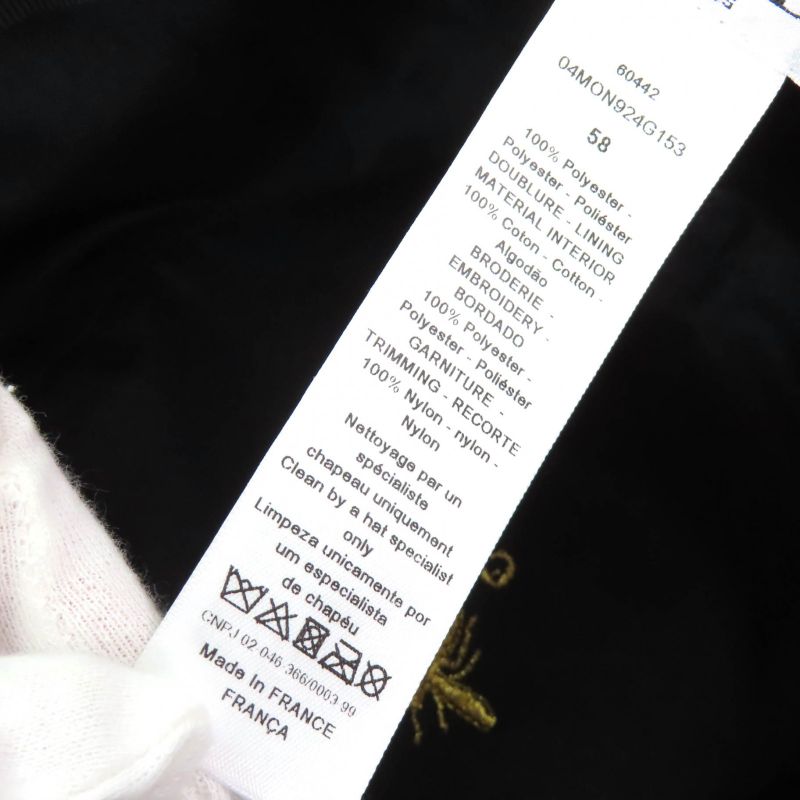 60442
04MON924G153
58
100% Polyester -
Polyester - Poliéster
DOUBLURE - LINING
MATERIAL INTERIOR
100% Coton - Cotton -
Algodão
BRODERIE -
EMBROIDERY -
BORDADO
100% Polyester -
Polyester - Poliéster
GARNITURE -
TRIMMING - RECORTE
100% Nylon - nylon -
Nylon
Nettoyage par un
spécialiste
chapeau uniquement
Clean by a hat specialist
only
Limpeza unicamente por
um especialista
de chapéu
CNPJ 02.046.366/0003-99
Made in FRANCE
FRANÇA